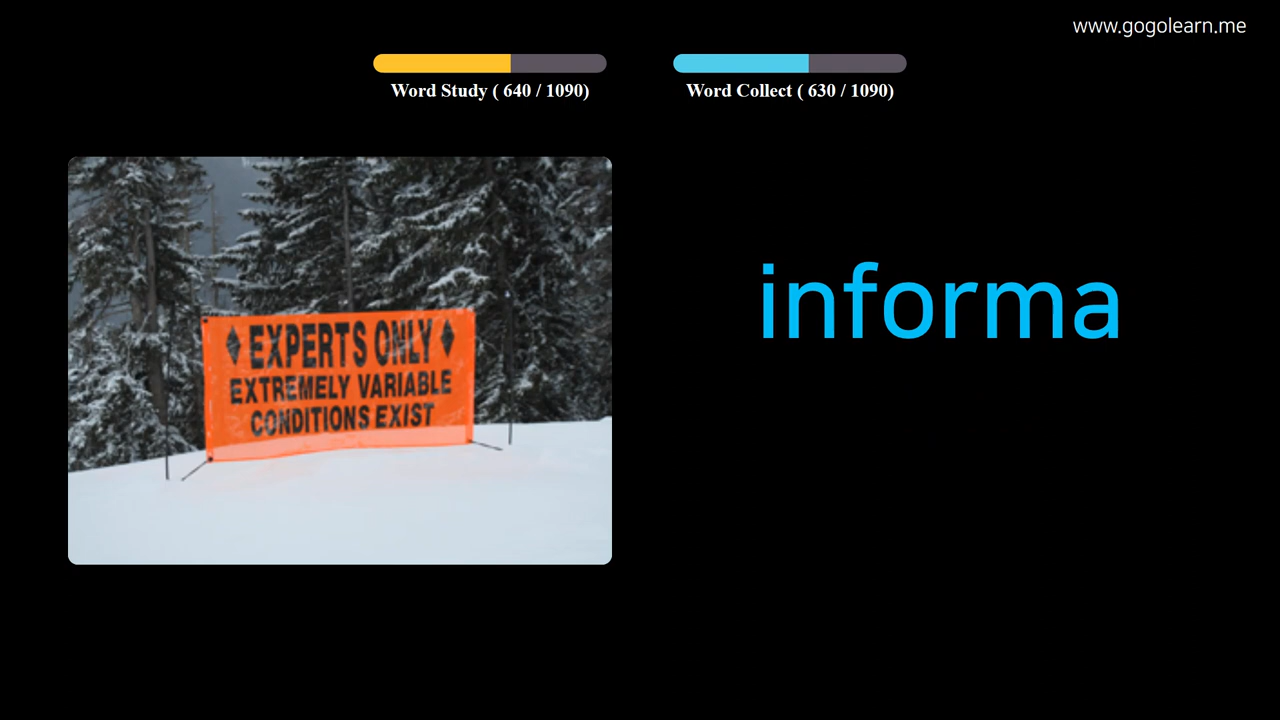 www.gogolearn.me
Word Study ( 640 / 1090)
Word Collect ( 630 / 1090)
EXPERTS ONLY
EXTREMELY VARIABLE
CONDITIONS EXIST
informa